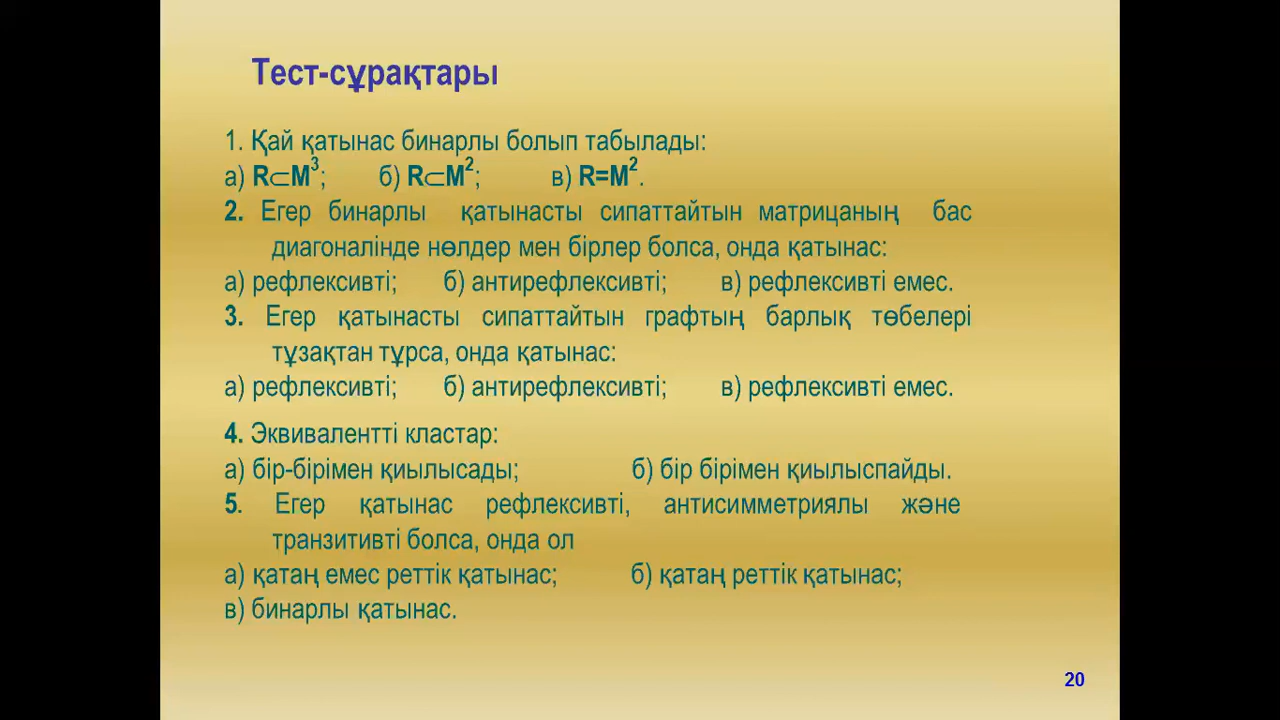 Тест-сұрақтары
1. Қай қатынас бинарлы болып табылады:
а) R⊂M³; б) R⊂M²; в) R=M².
2. Егер бинарлы қатынасты сипаттайтын матрицаның бас
диагоналінде нөлдер мен бірлер болса, онда қатынас:
а) рефлексивті; б) антирефлексивті; в) рефлексивті емес.
3. Егер қатынасты сипаттайтын графтың барлық төбелері
тұзақтан тұрса, онда қатынас:
а) рефлексивті; б) антирефлексивті; в) рефлексивті емес.
4. Эквивалентті кластар:
а) бір-бірімен қиылысады; б) бір бірімен қиылыспайды.
5. Егер қатынас рефлексивті, антисимметриялы және
транзитивті болса, онда ол
а) қатаң емес реттік қатынас; б) қатаң реттік қатынас;
в) бинарлы қатынас.
20